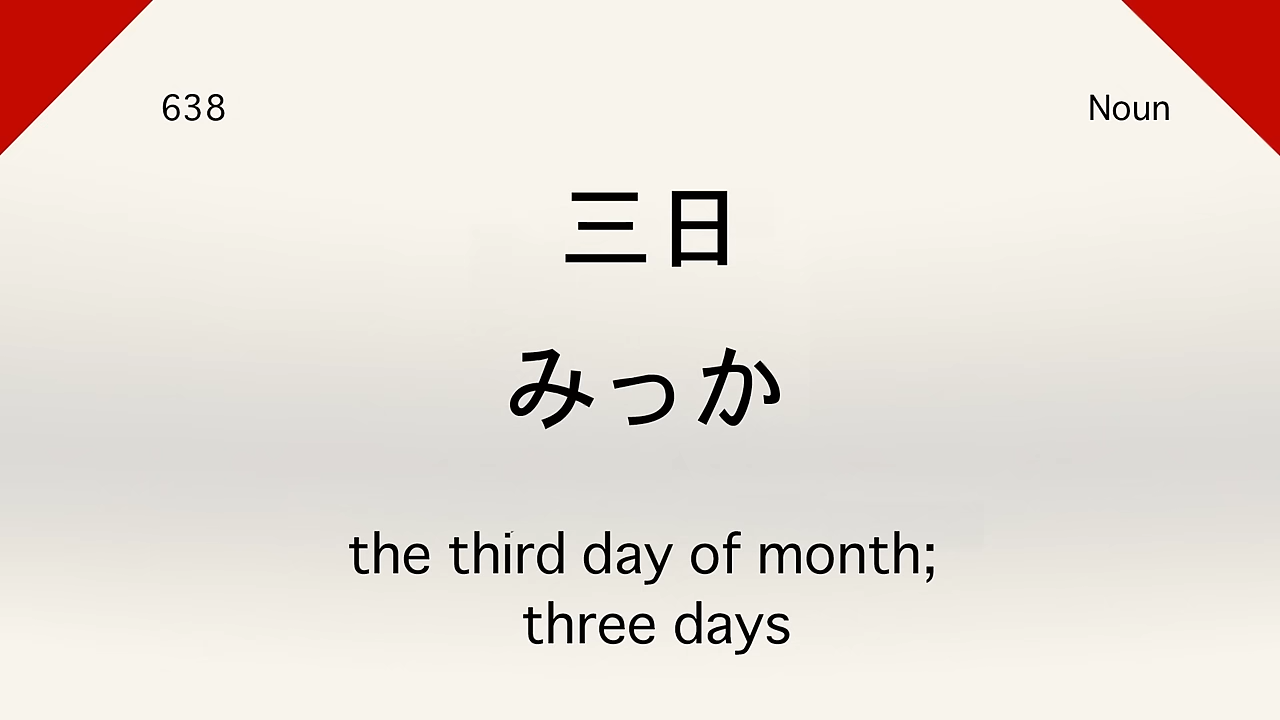 638
Noun
三日
みっか
the third day of month;
three days